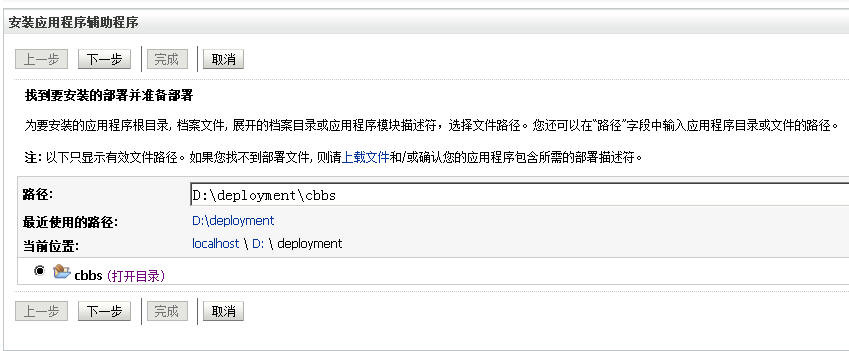 安装应用程序辅助程序
上一步 下一步 完成 取消
找到要安装的部署并准备部署
为要安装的应用程序根目录, 档案文件, 展开的档案目录或应用程序模块描述符，选择文件路径。您还可以在“路径”字段中输入应用程序目录或文件的路径。
注: 以下只显示有效文件路径。如果您找不到部署文件, 则请上载文件和/或确认您的应用程序包含所需的部署描述符。
路径: D:\deployment\cbbs
最近使用的路径: D:\deployment
当前位置: localhost \ D: \ deployment
cbbs (打开目录)
上一步 下一步 完成 取消